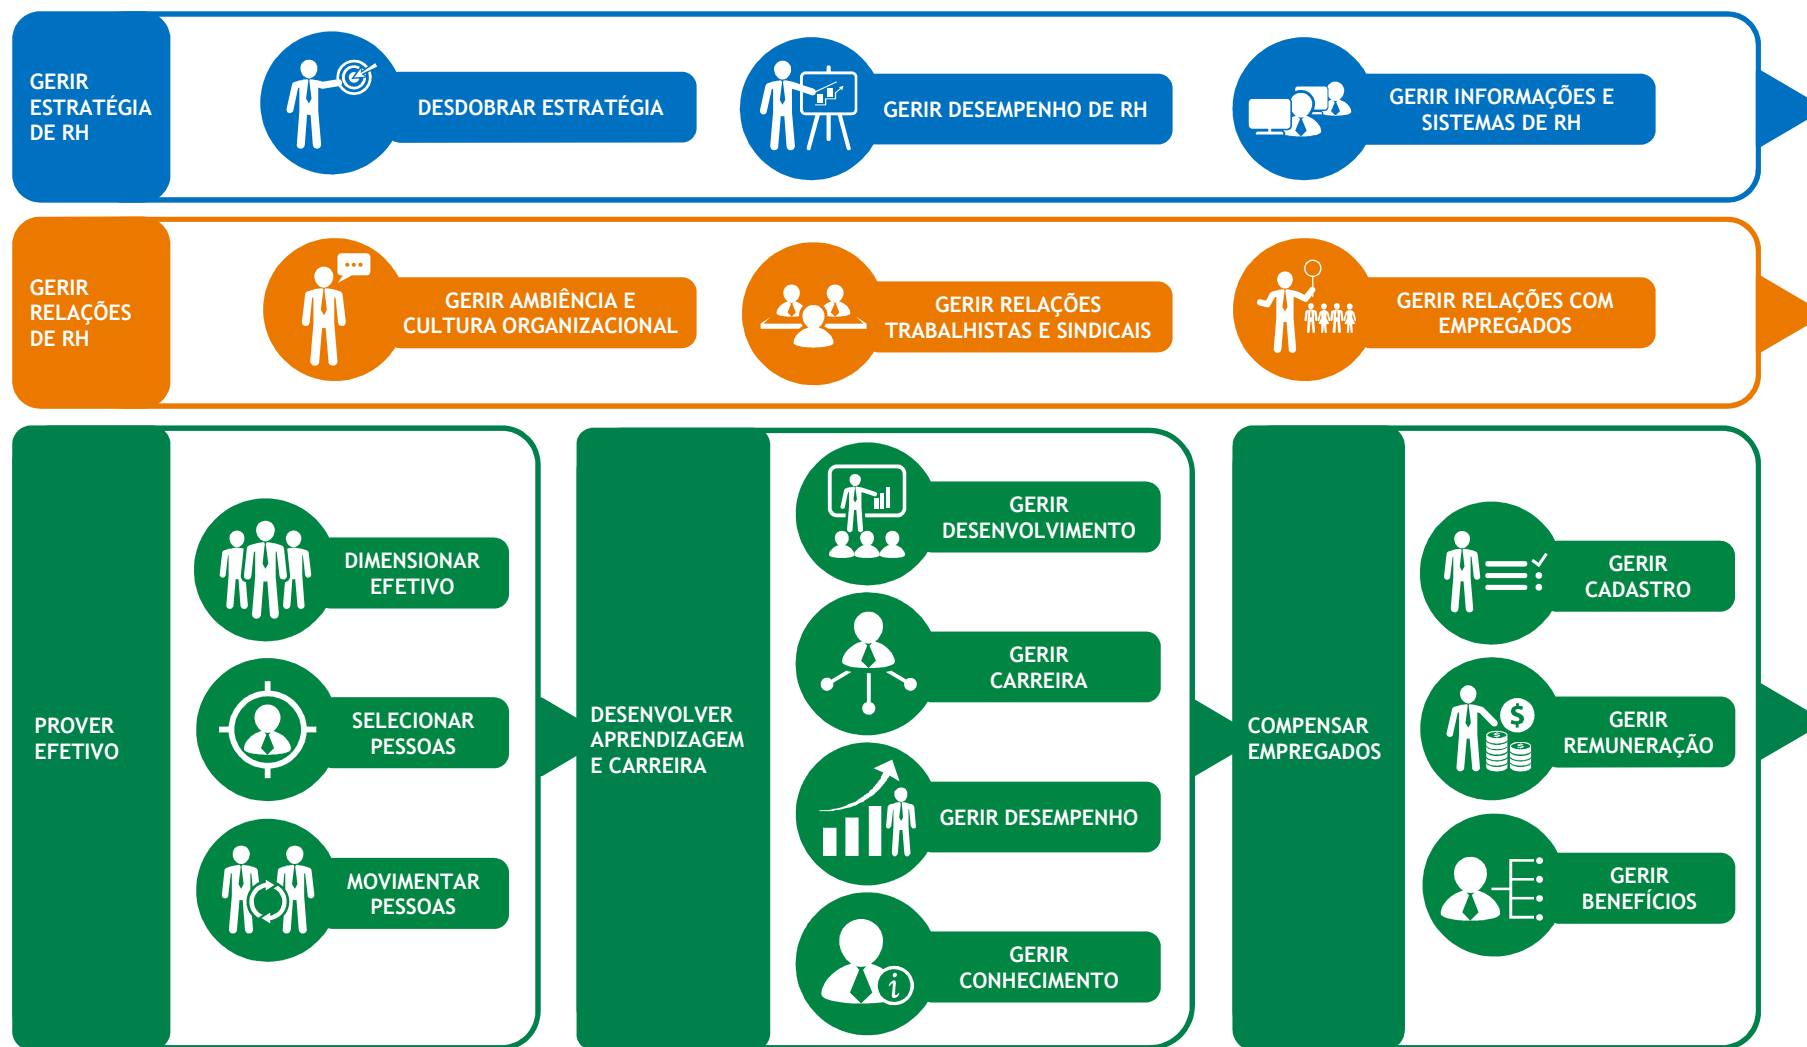 GERIR
ESTRATÉGIA
DE RH
DESDOBRAR ESTRATÉGIA
GERIR DESEMPENHO DE RH
GERIR INFORMAÇÕES E
SISTEMAS DE RH
GERIR
RELAÇÕES
DE RH
GERIR AMBIÊNCIA E
CULTURA ORGANIZACIONAL
GERIR RELAÇÕES
TRABALHISTAS E SINDICAIS
GERIR RELAÇÕES COM
EMPREGADOS
PROVER
EFETIVO
DIMENSIONAR
EFETIVO
SELECIONAR
PESSOAS
MOVIMENTAR
PESSOAS
DESENVOLVER
APRENDIZAGEM
E CARREIRA
GERIR
DESENVOLVIMENTO
GERIR
CARREIRA
GERIR DESEMPENHO
i
GERIR
CONHECIMENTO
COMPENSAR
EMPREGADOS
GERIR
CADASTRO
$
GERIR
REMUNERAÇÃO
GERIR
BENEFÍCIOS